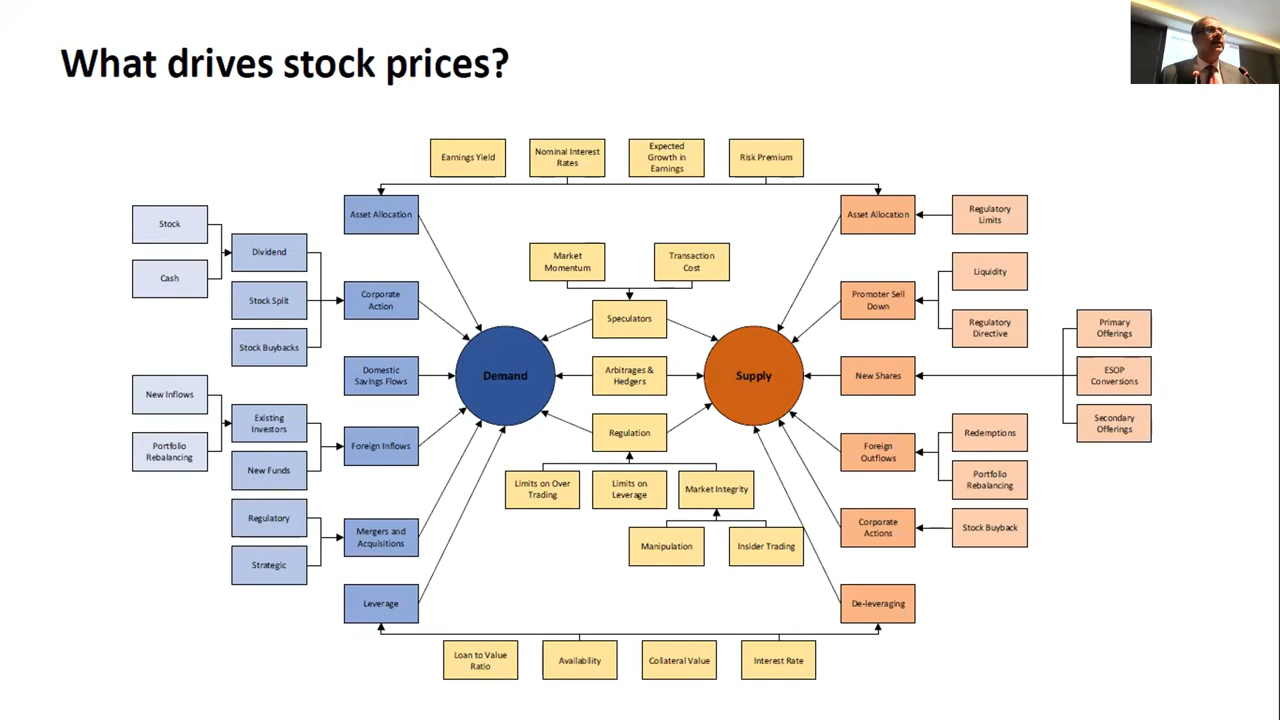 What drives stock prices?
Earnings Yield
Nominal Interest
Rates
Expected
Growth in
Earnings
Risk Premium
Asset Allocation
Asset Allocation
Regulatory
Limits
Stock
Cash
Dividend
Stock Split
Stock Buybacks
Corporate
Action
Market
Momentum
Transaction
Cost
Speculators
Promoter Sell
Down
Liquidity
Regulatory
Directive
Domestic
Savings Flows
Demand
Arbitrages &
Hedgers
Supply
New Shares
Primary
Offerings
ESOP
Conversions
Secondary
Offerings
New Inflows
Portfolio
Rebalancing
Existing
Investors
New Funds
Foreign Inflows
Regulation
Limits on Over
Trading
Limits on
Leverage
Market Integrity
Manipulation
Insider Trading
Foreign
Outflows
Redemptions
Portfolio
Rebalancing
Regulatory
Strategic
Mergers and
Acquisitions
Corporate
Actions
Stock Buyback
Leverage
De-leveraging
Loan to Value
Ratio
Availability
Collateral Value
Interest Rate